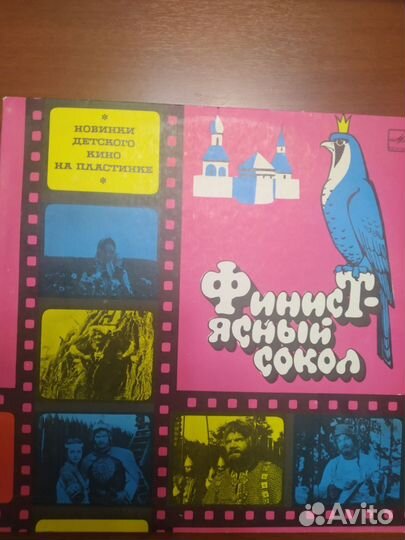 *
НОВИНКИ
ДЕТСКОГО
КИНО
НА ПЛАСТИНКЕ
*
ФИНИСТ-
ЯСНЫЙ
СОКОЛ
Avito